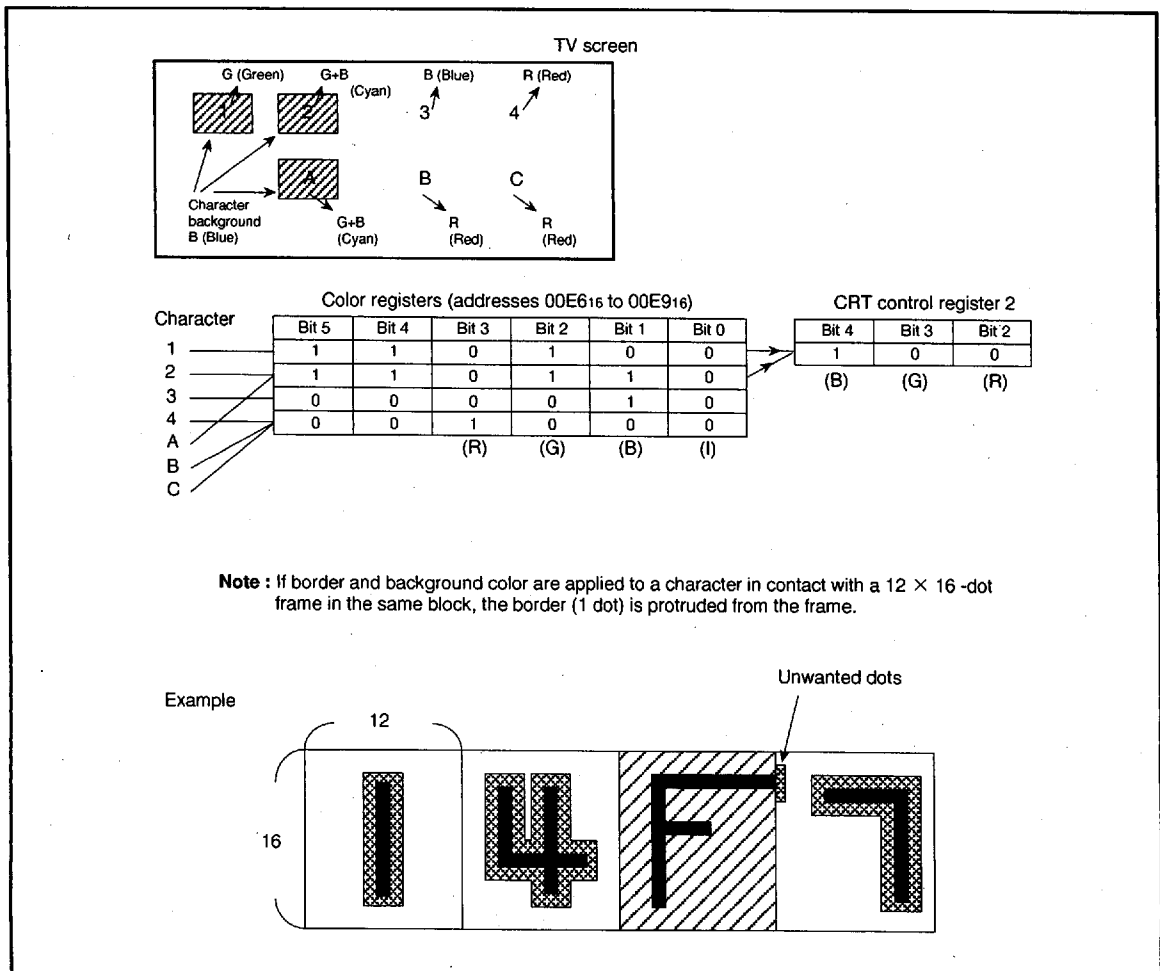 TV screen
G (Green) G+B (Cyan) B (Blue) R (Red)
1 2 3 4
A B C
Character background B (Blue)
G+B (Cyan) R (Red) R (Red)
Color registers (addresses 00E616 to 00E916) CRT control register 2
Character Bit 5 Bit 4 Bit 3 Bit 2 Bit 1 Bit 0 Bit 4 Bit 3 Bit 2
1 1 1 0 1 0 0 1 0 0
2 1 1 0 1 1 0 (B) (G) (R)
3 0 0 0 0 1 0
4 0 0 1 0 0 0
A (R) (G) (B) (I)
B
C
Note : If border and background color are applied to a character in contact with a 12 × 16 -dot
frame in the same block, the border (1 dot) is protruded from the frame.
Unwanted dots
Example
12
16
1 4 F 7